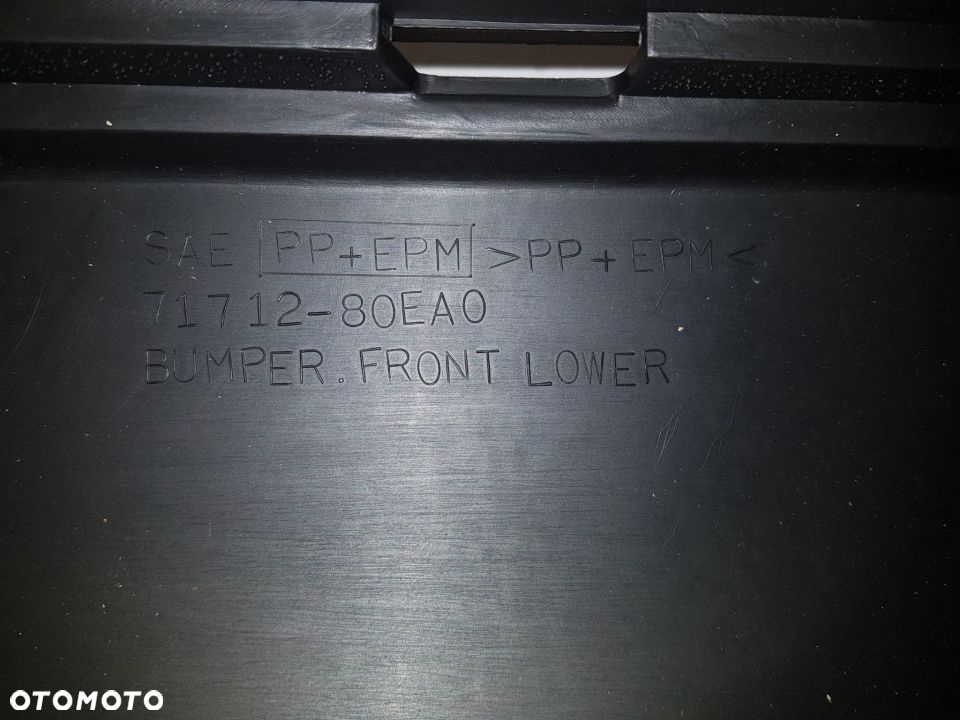 SAE PP+EPM >PP+EPM<
71712-80EA0
BUMPER. FRONT LOWER
OTOMOTO